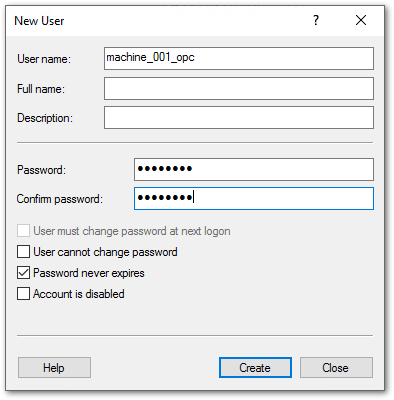 New User
?
User name:
machine_001_opc
Full name:
Description:
Password:
●●●●●●●●
Confirm password:
●●●●●●●●
User must change password at next logon
User cannot change password
Password never expires
Account is disabled
Help
Create
Close